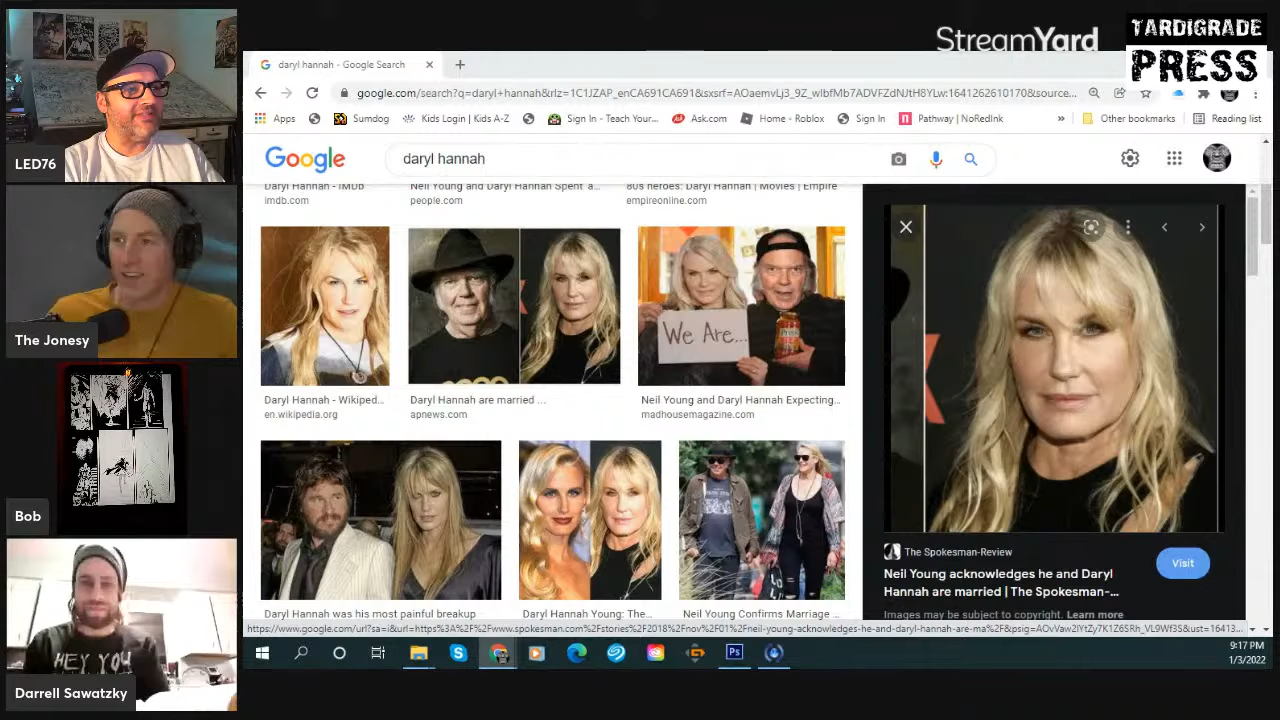 StreamYard
TARDIGRADE
PRESS
LED76
The Jonesy
Bob
HEY YOU
Darrell Sawatzky
daryl hannah - Google Search
google.com/search?q=daryl+hannah&rlz=1C1JZAP_enCA691CA691&sxsrf=AOaemvLj3_9Z_wIbfMb7ADVFZdNJtH8YLw:1641262610170&source...
Apps
Sumdog
Kids Login | Kids A-Z
Sign In - Teach Your...
Ask.com
Home - Roblox
Sign In
Pathway | NoRedInk
»
Other bookmarks
Reading list
Google
daryl hannah
Daryl Hannah - IMDb
imdb.com
Neil Young and Daryl Hannah Spent 'a...
people.com
80s heroes: Daryl Hannah | Movies | Empire
empireonline.com
We Are...
Daryl Hannah - Wikiped...
en.wikipedia.org
Daryl Hannah are married ...
apnews.com
Neil Young and Daryl Hannah Expecting...
madhousemagazine.com
Daryl Hannah was his most painful breakup
Daryl Hannah Young: The...
Neil Young Confirms Marriage ...
The Spokesman-Review
Neil Young acknowledges he and Daryl
Hannah are married | The Spokesman-...
Visit
Images may be subject to copyright. Learn more
9:17 PM
1/3/2022